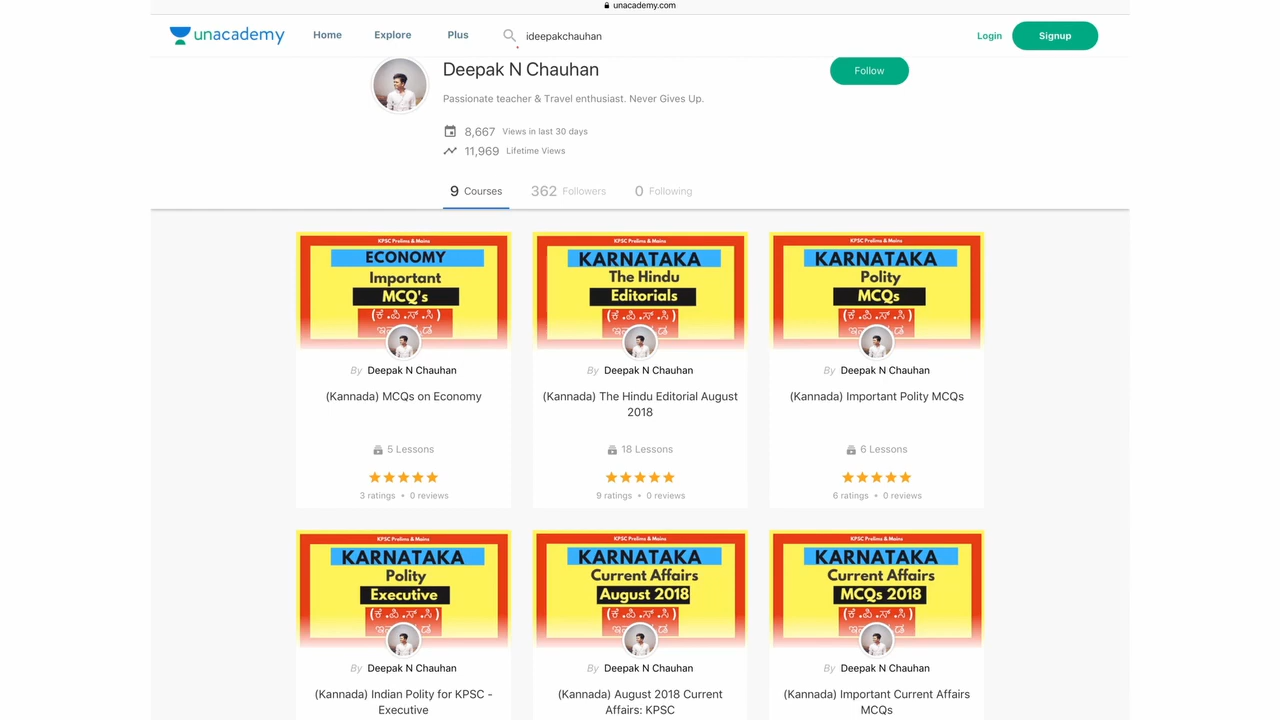 unacademy.com
unacademy
Home
Explore
Plus
ideepakchauhan
Login
Signup
Deepak N Chauhan
Follow
Passionate teacher & Travel enthusiast. Never Gives Up.
8,667 Views in last 30 days
11,969 Lifetime Views
9 Courses
362 Followers
0 Following
KPSC Prelims & Mains
ECONOMY
Important
MCQ's
(ಕೆ.ಪಿ.ಸ್.ಸಿ)
By Deepak N Chauhan
(Kannada) MCQs on Economy
5 Lessons
3 ratings • 0 reviews
KPSC Prelims & Mains
KARNATAKA
The Hindu
Editorials
(ಕೆ.ಪಿ.ಸ್.ಸಿ)
By Deepak N Chauhan
(Kannada) The Hindu Editorial August
2018
18 Lessons
9 ratings • 0 reviews
KPSC Prelims & Mains
KARNATAKA
Polity
MCQs
(ಕೆ.ಪಿ.ಸ್.ಸಿ)
By Deepak N Chauhan
(Kannada) Important Polity MCQs
6 Lessons
6 ratings • 0 reviews
KPSC Prelims & Mains
KARNATAKA
Polity
Executive
(ಕೆ.ಪಿ.ಸ್.ಸಿ)
By Deepak N Chauhan
(Kannada) Indian Polity for KPSC -
Executive
KPSC Prelims & Mains
KARNATAKA
Current Affairs
August 2018
(ಕೆ.ಪಿ.ಸ್.ಸಿ)
By Deepak N Chauhan
(Kannada) August 2018 Current
Affairs: KPSC
KPSC Prelims & Mains
KARNATAKA
Current Affairs
MCQs 2018
(ಕೆ.ಪಿ.ಸ್.ಸಿ)
By Deepak N Chauhan
(Kannada) Important Current Affairs
MCQs